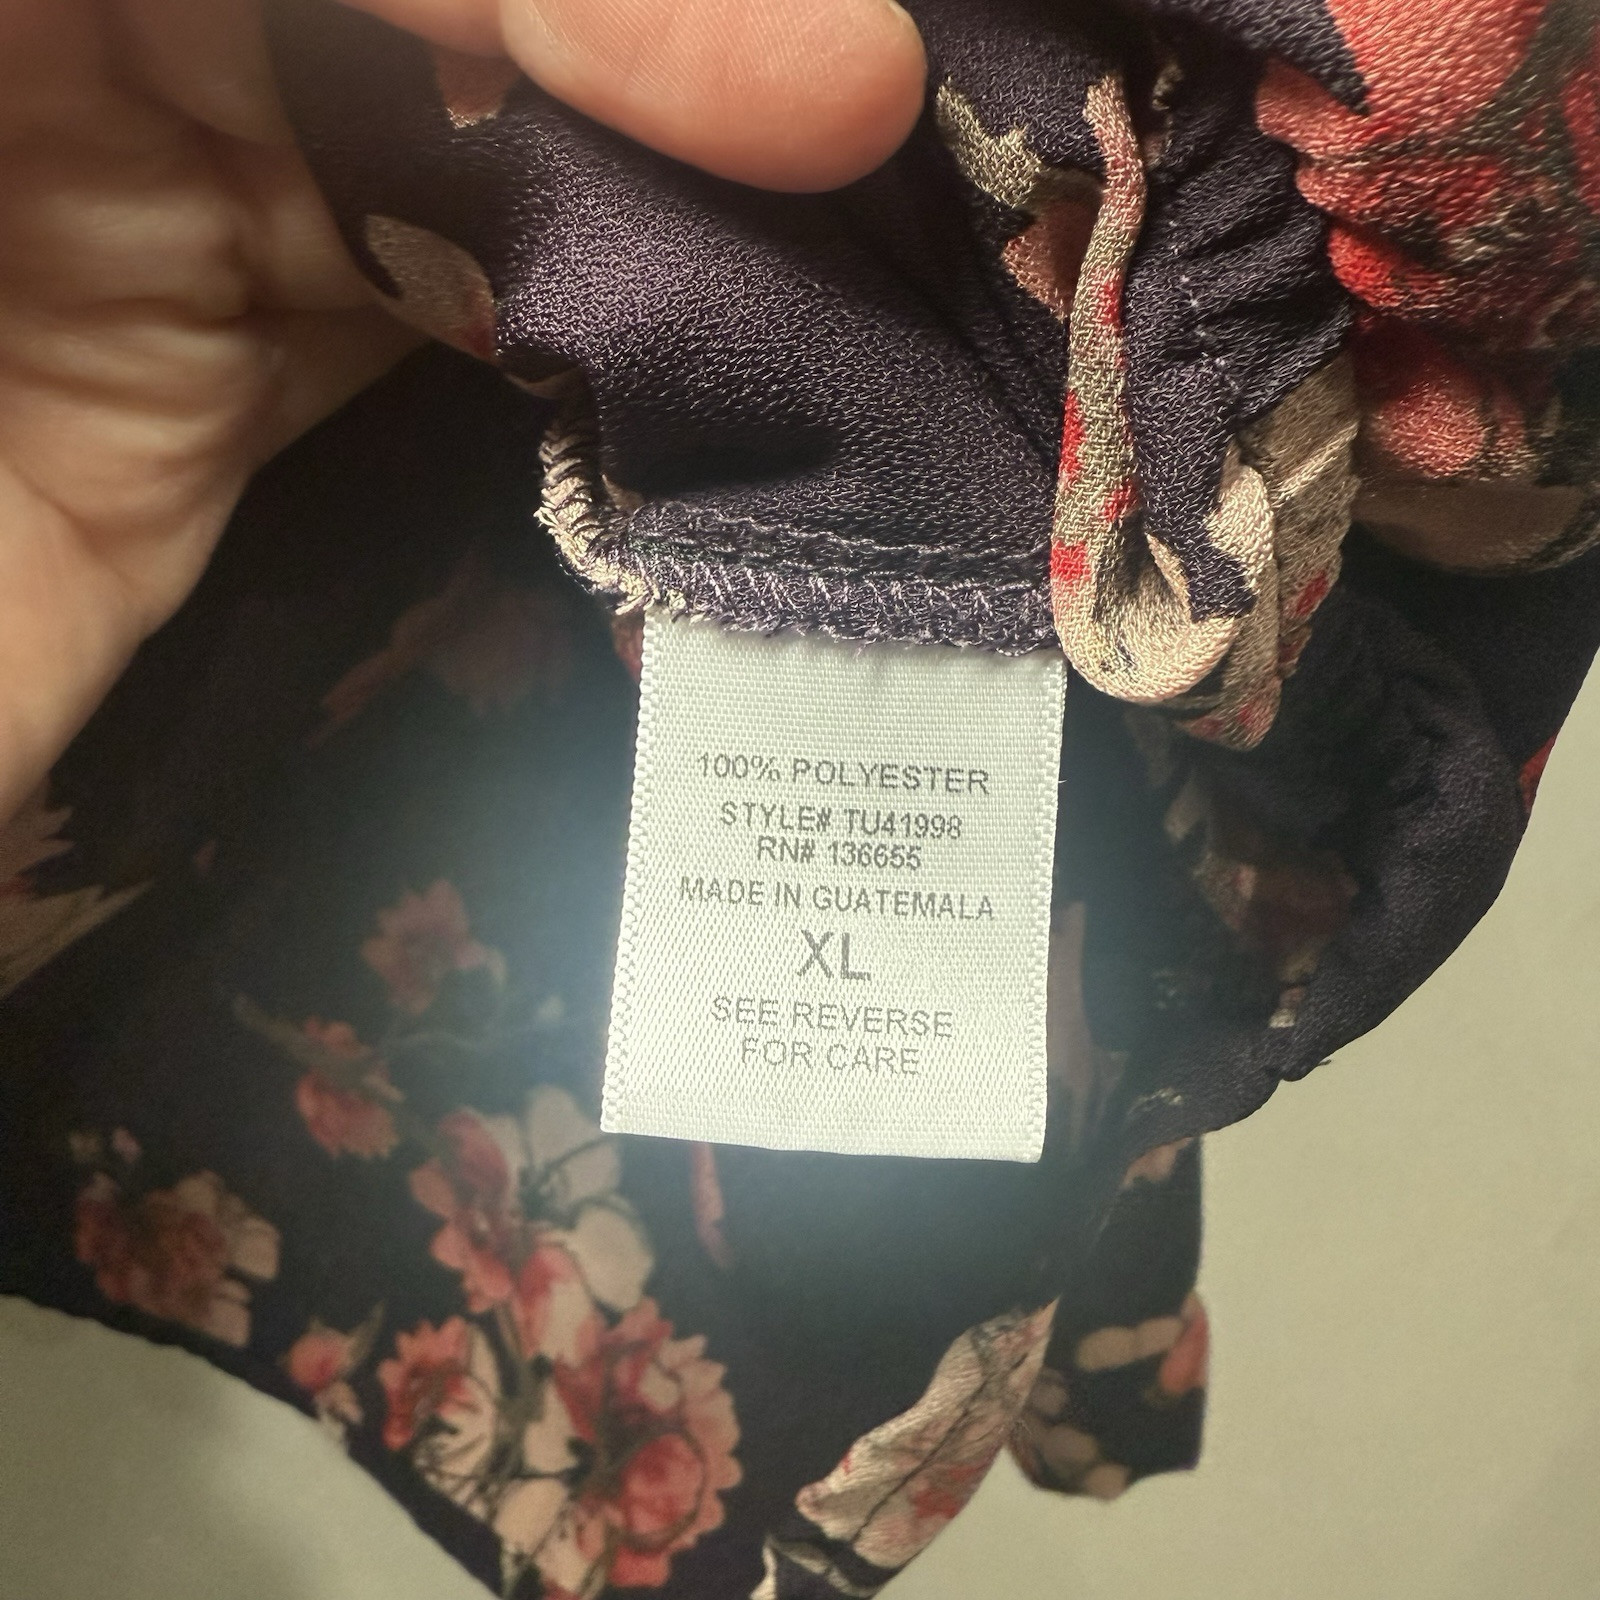 100% POLYESTER
STYLE# TU41998
RN# 136655
MADE IN GUATEMALA
XL
SEE REVERSE
FOR CARE